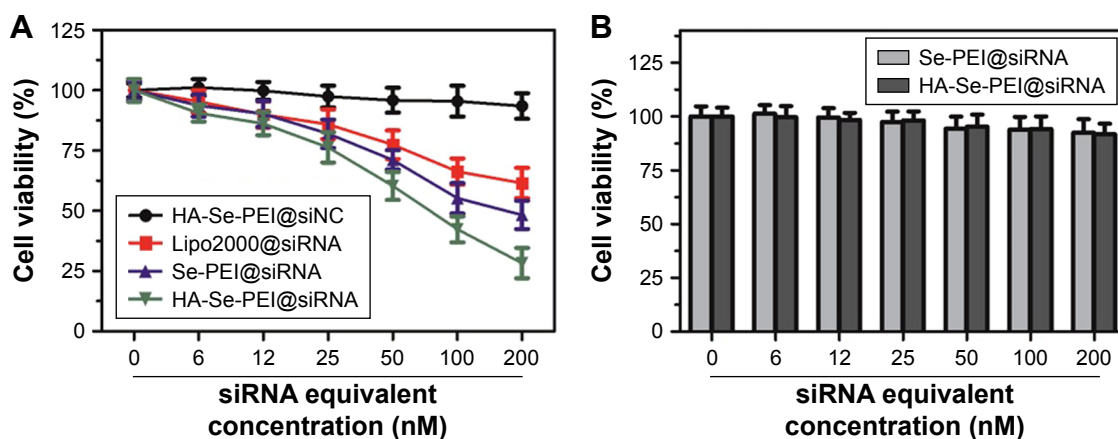 A
Cell viability (%)
125
100
75
50
25
0
HA-Se-PEI@siNC
Lipo2000@siRNA
Se-PEI@siRNA
HA-Se-PEI@siRNA
0 6 12 25 50 100 200
siRNA equivalent
concentration (nM)
B
Cell viability (%)
125
100
75
50
25
0
Se-PEI@siRNA
HA-Se-PEI@siRNA
0 6 12 25 50 100 200
siRNA equivalent
concentration (nM)